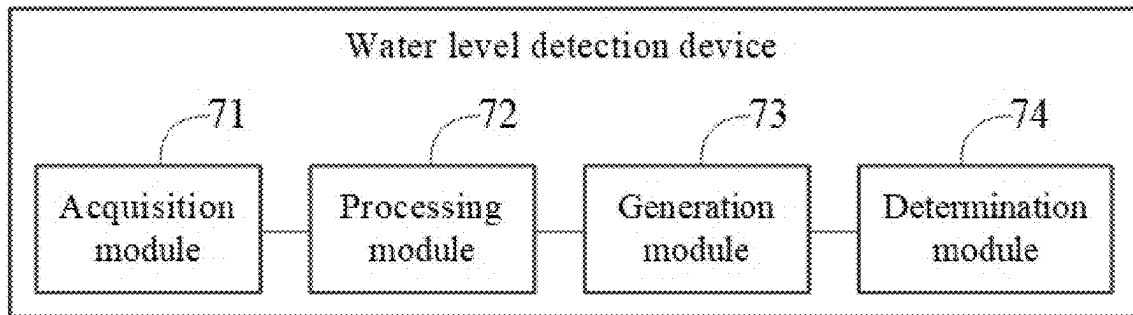 Water level detection device
71
72
73
74
Acquisition
module
Processing
module
Generation
module
Determination
module